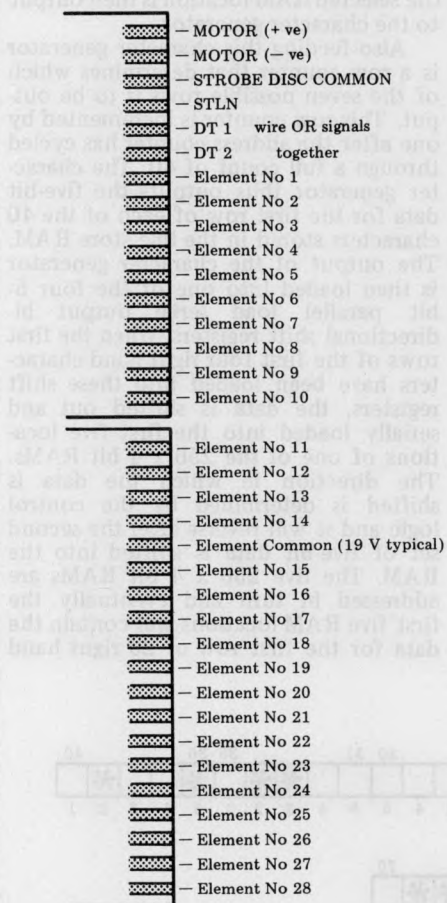 MOTOR (+ ve)
MOTOR (− ve)
STROBE DISC COMMON
STLN
DT 1 wire OR signals
DT 2 together
Element No 1
Element No 2
Element No 3
Element No 4
Element No 5
Element No 6
Element No 7
Element No 8
Element No 9
Element No 10
Element No 11
Element No 12
Element No 13
Element No 14
Element Common (19 V typical)
Element No 15
Element No 16
Element No 17
Element No 18
Element No 19
Element No 20
Element No 21
Element No 22
Element No 23
Element No 24
Element No 25
Element No 26
Element No 27
Element No 28